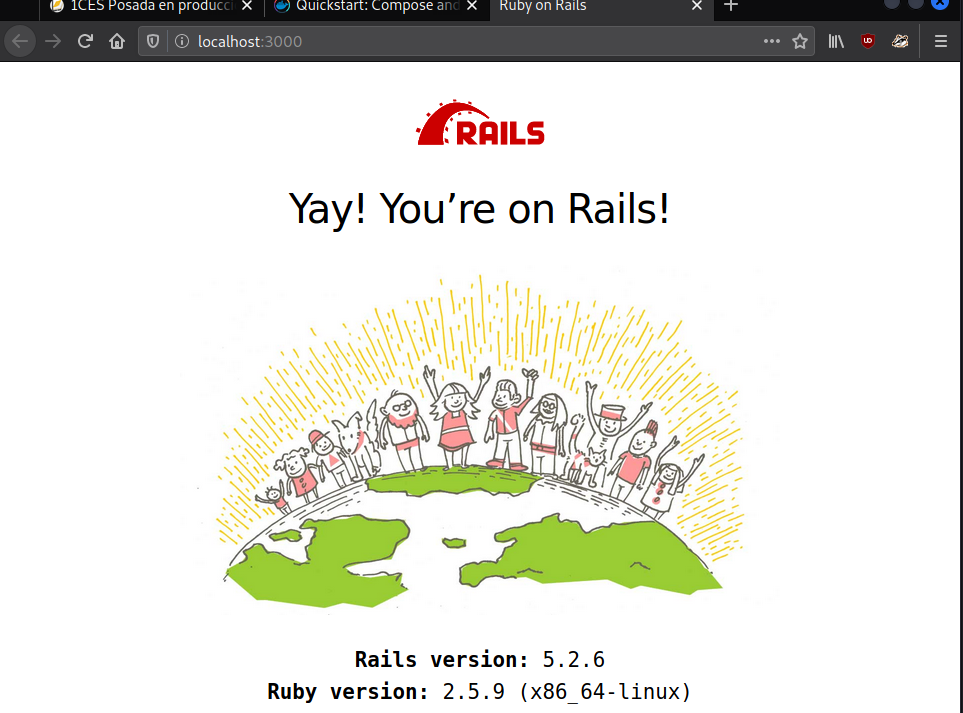 1CES Posada en producci
Quickstart: Compose and
Ruby on Rails
localhost:3000
RAILS
Yay! You’re on Rails!
Rails version: 5.2.6
Ruby version: 2.5.9 (x86_64-linux)